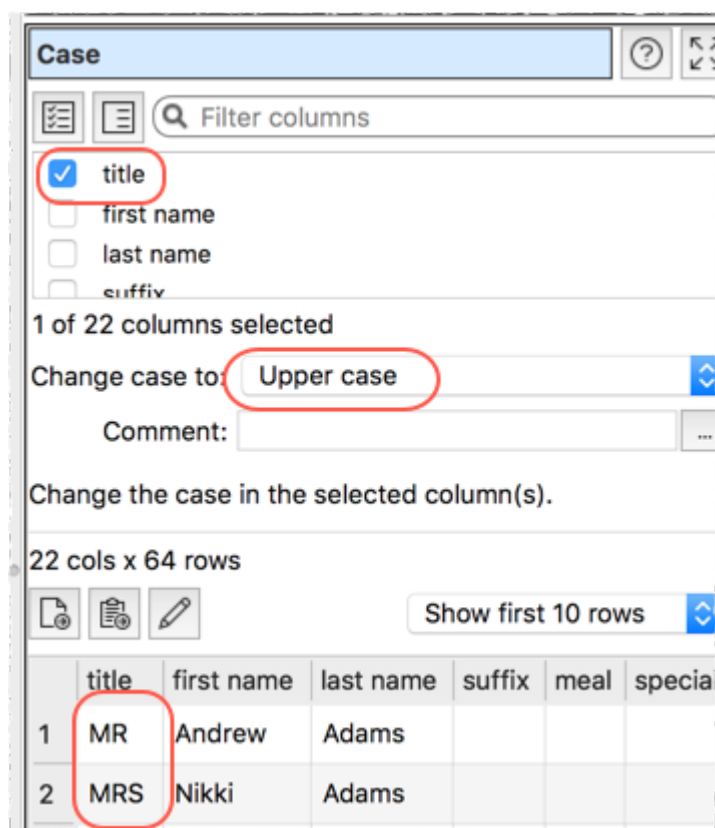 Case
Filter columns
title
first name
last name
suffix
1 of 22 columns selected
Change case to: Upper case
Comment: ...
Change the case in the selected column(s).
22 cols x 64 rows
Show first 10 rows
title first name last name suffix meal special
1 MR Andrew Adams
2 MRS Nikki Adams